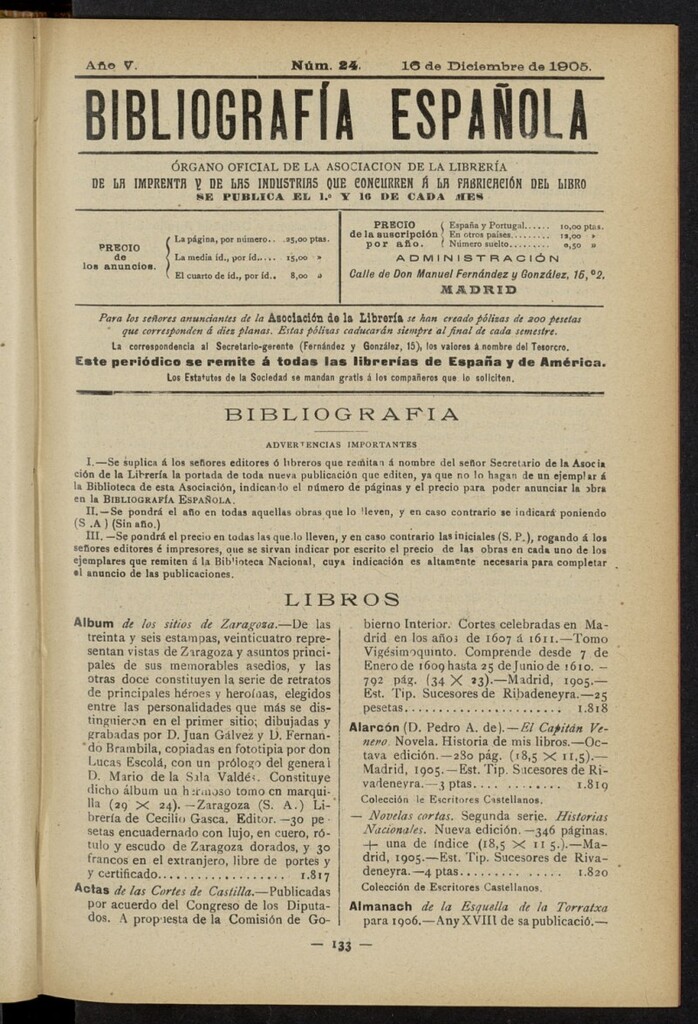 Año V.
Núm. 24.
16 de Diciembre de 1905.
BIBLIOGRAFÍA ESPAÑOLA
ÓRGANO OFICIAL DE LA ASOCIACION DE LA LIBRERÍA
DE LA IMPRENTA Y DE LAS INDUSTRIAS QUE CONCURREN Á LA FABRICACIÓN DEL LIBRO
SE PUBLICA EL 1.º Y 16 DE CADA MES
PRECIO
de
los anuncios.
La página, por número.. 25,00 ptas.
La media íd., por íd..... 15,00 »
El cuarto de íd., por íd.. 8,00 »
PRECIO
de la suscripción
por año.
España y Portugal...... 10,00 ptas.
En otros países......... 12,00 »
Número suelto.......... 0,50 »
ADMINISTRACIÓN
Calle de Don Manuel Fernández y González, 15, º2.
MADRID
Para los señores anunciantes de la Asociación de la Librería se han creado pólizas de 200 pesetas
que corresponden á diez planas. Estas pólizas caducarán siempre al final de cada semestre.
La correspondencia al Secretario-gerente (Fernández y González, 15), los valores á nombre del Tesorero.
Este periódico se remite á todas las librerías de España y de América.
Los Estatutos de la Sociedad se mandan gratis á los compañeros que lo soliciten.
BIBLIOGRAFIA
ADVERTENCIAS IMPORTANTES
I.—Se suplica á los señores editores ó libreros que remitan á nombre del señor Secretario de la Asocia
ción de la Librería la portada de toda nueva publicación que editen, ya que no lo hagan de un ejemplar á
la Biblioteca de esta Asociación, indicando el número de páginas y el precio para poder anunciar la obra
en la BIBLIOGRAFÍA ESPAÑOLA.
II.—Se pondrá el año en todas aquellas obras que lo lleven, y en caso contrario se indicará poniendo
(S .A ) (Sin año.)
III. —Se pondrá el precio en todas las que lo lleven, y en caso contrario las iniciales (S. P.), rogando á los
señores editores é impresores, que se sirvan indicar por escrito el precio de las obras en cada uno de los
ejemplares que remiten á la Biblioteca Nacional, cuya indicación es altamente necesaria para completar
el anuncio de las publicaciones.
LIBROS
Album de los sitios de Zaragoza.—De las
treinta y seis estampas, veinticuatro repre-
sentan vistas de Zaragoza y asuntos princi-
pales de sus memorables asedios, y las
otras doce constituyen la serie de retratos
de principales héroes y heroínas, elegidos
entre las personalidades que más se dis-
tinguieron en el primer sitio; dibujadas y
grabadas por D. Juan Gálvez y D. Fernan-
do Brambila, copiadas en fototipia por don
Lucas Escolá, con un prólogo del general
D. Mario de la Sala Valdés. Constituye
dicho álbum un hermoso tomo en marqui-
lla (29 × 24). —Zaragoza (S. A.) Li-
brería de Cecilio Gasca. Editor. —30 pe
setas encuadernado con lujo, en cuero, ró-
tulo y escudo de Zaragoza dorados, y 30
francos en el extranjero, libre de portes y
y certificado.................... 1.817
Actas de las Cortes de Castilla.—Publicadas
por acuerdo del Congreso de los Diputa-
dos. A propuesta de la Comisión de Go-
bierno Interior. Cortes celebradas en Ma-
drid en los años de 1607 á 1611.—Tomo
Vigésimoquinto. Comprende desde 7 de
Enero de 1609 hasta 25 de Junio de 1610. –
792 pág. (34 × 23).—Madrid, 1905.—
Est. Tip. Sucesores de Ribadeneyra.—25
pesetas...................... 1.818
Alarcón (D. Pedro A. de).—El Capitán Ve-
neno. Novela. Historia de mis libros.—Oc-
tava edición.—280 pág. (18,5 × 11,5).—
Madrid, 1905.—Est. Tip. Sucesores de Ri-
vadeneyra.—3 ptas............... 1.819
Colección de Escritores Castellanos.
— Novelas cortas. Segunda serie. Historias
Nacionales. Nueva edición. —346 páginas.
+ una de índice (18,5 × 11 5.).—Ma-
drid, 1905.—Est. Tip. Sucesores de Riva-
deneyra.—4 ptas............... 1.820
Colección de Escritores Castellanos.
Almanach de la Esquella de la Torratxa
para 1906.—Any XVIII de sa publicació.—
— 133 —